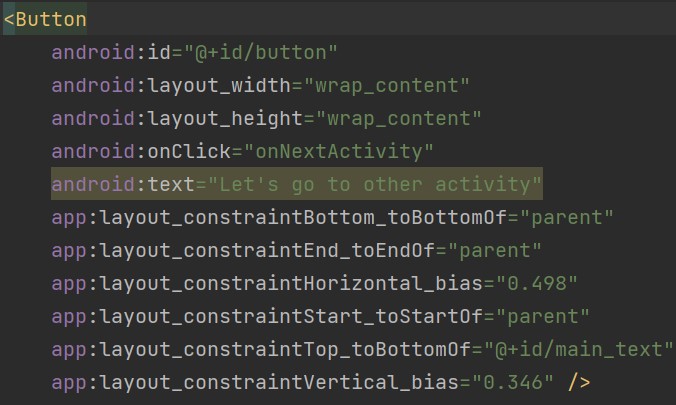 <Button
android:id="@+id/button"
android:layout_width="wrap_content"
android:layout_height="wrap_content"
android:onClick="onNextActivity"
android:text="Let's go to other activity"
app:layout_constraintBottom_toBottomOf="parent"
app:layout_constraintEnd_toEndOf="parent"
app:layout_constraintHorizontal_bias="0.498"
app:layout_constraintStart_toStartOf="parent"
app:layout_constraintTop_toBottomOf="@+id/main_text"
app:layout_constraintVertical_bias="0.346" />